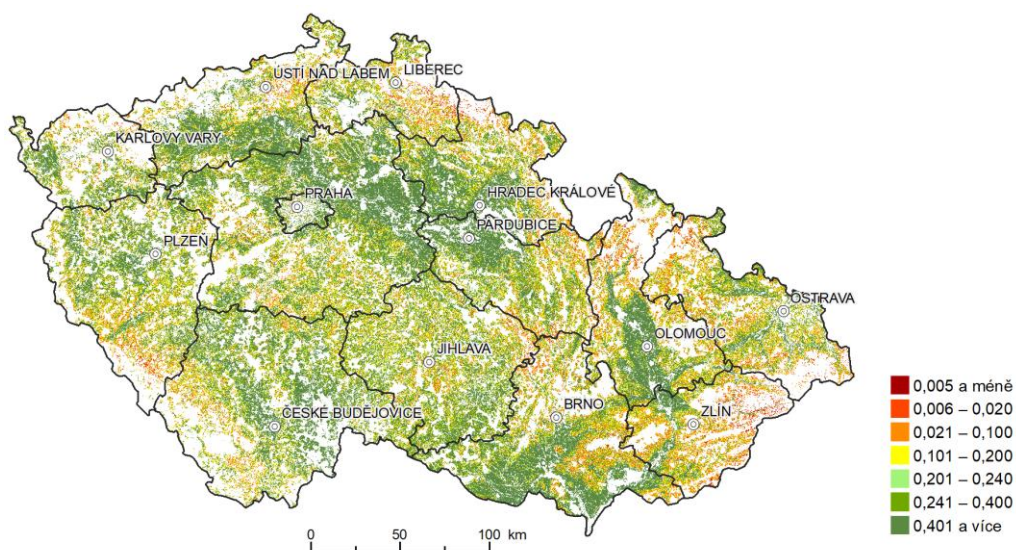 ÚSTÍ NAD LABEM
LIBEREC
KARLOVY VARY
PRAHA
HRADEC KRÁLOVÉ
PARDUBICE
PLZEŇ
OSTRAVA
OLOMOUC
JIHLAVA
BRNO
ZLÍN
ČESKÉ BUDĚJOVICE
0,005 a méně
0,006 – 0,020
0,021 – 0,100
0,101 – 0,200
0,201 – 0,240
0,241 – 0,400
0,401 a více
0 50 100 km